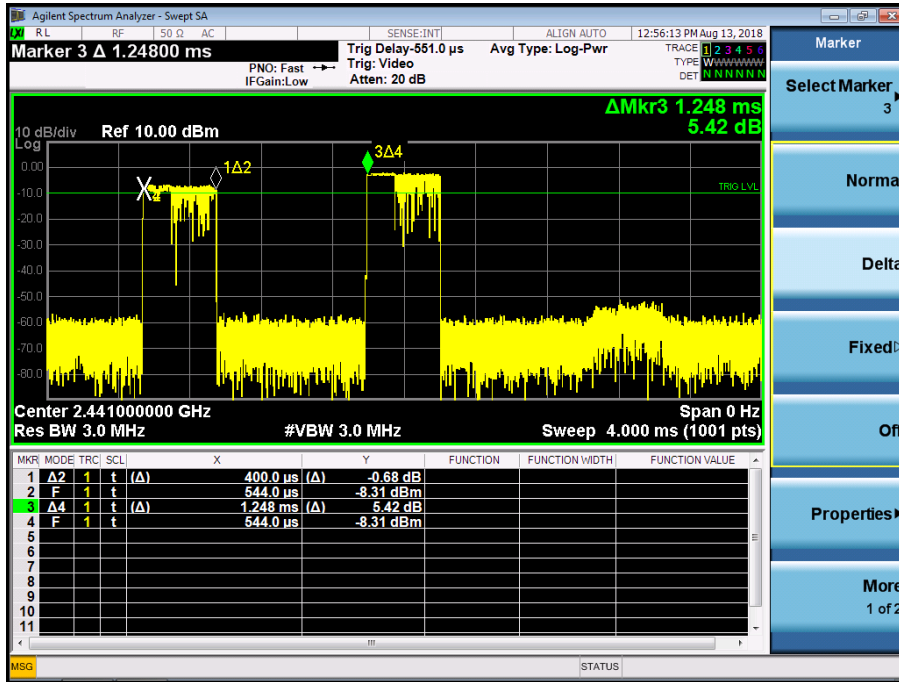 Agilent Spectrum Analyzer - Swept SA
LXI RL RF 50 Ω AC SENSE:INT ALIGN AUTO 12:56:13 PM Aug 13, 2018
Marker 3 Δ 1.24800 ms
Trig Delay-551.0 µs Avg Type: Log-Pwr TRACE 1 2 3 4 5 6
PNO: Fast Trig: Video TYPE WWWWWW
IFGain:Low Atten: 20 dB DET N N N N N N
ΔMkr3 1.248 ms
5.42 dB
10 dB/div Ref 10.00 dBm
Log
0.00
-10.0
-20.0
-30.0
-40.0
-50.0
-60.0
-70.0
-80.0
1Δ2
3Δ4
TRIG LVL
Center 2.441000000 GHz Span 0 Hz
Res BW 3.0 MHz #VBW 3.0 MHz Sweep 4.000 ms (1001 pts)
MKR MODE TRC SCL X Y FUNCTION FUNCTION WIDTH FUNCTION VALUE
1 Δ2 1 t (Δ) 400.0 µs (Δ) -0.68 dB
2 F 1 t 544.0 µs -8.31 dBm
3 Δ4 1 t (Δ) 1.248 ms (Δ) 5.42 dB
4 F 1 t 544.0 µs -8.31 dBm
5
6
7
8
9
10
11
MSG STATUS
Marker
Select Marker
3
Norma
Delta
Fixed
Off
Properties
More
1 of 2